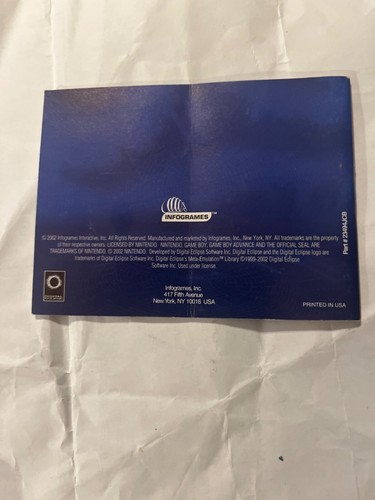 INFOGRAMES™
© 2002 Infogrames Interactive, Inc. All Rights Reserved. Manufactured and marketed by Infogrames, Inc., New York, NY. All trademarks are the property
of their respective owners. LICENSED BY NINTENDO. NINTENDO, GAME BOY, GAME BOY ADVANCE AND THE OFFICIAL SEAL ARE
TRADEMARKS OF NINTENDO. © 2002 NINTENDO. Developed by Digital Eclipse Software Inc. Digital Eclipse and the Digital Eclipse logo are
trademarks of Digital Eclipse Software Inc. Digital Eclipse's Meta-Emulation™ Library ©1999-2002 Digital Eclipse
Software Inc. Used under license.
Infogrames, Inc.
417 Fifth Avenue
New York, NY 10016 USA
PRINTED IN USA
Part # 23494JCB